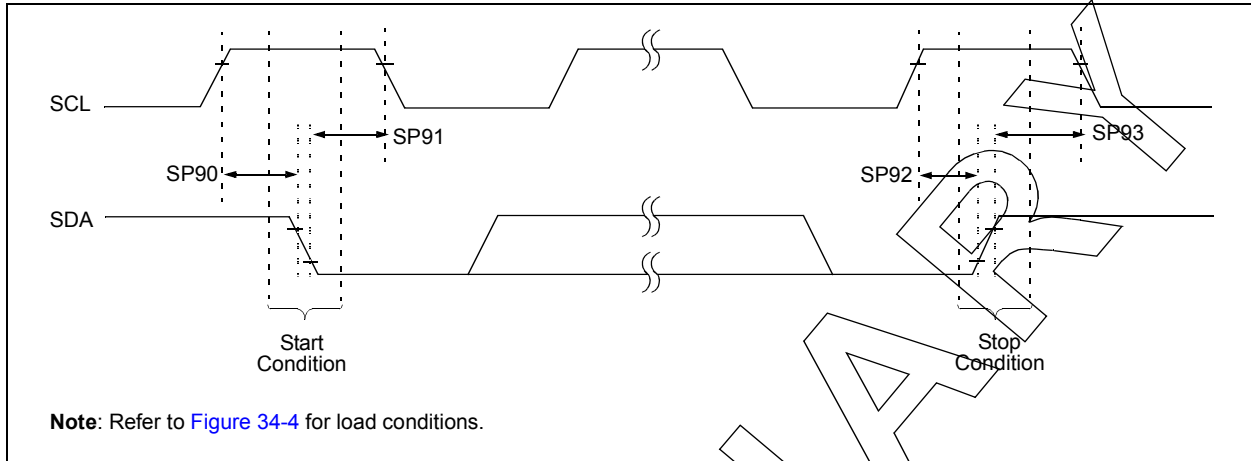 SCL
SP91
SP93
SP90
SP92
SDA
Start
Condition
Stop
Condition
Note: Refer to Figure 34-4 for load conditions.